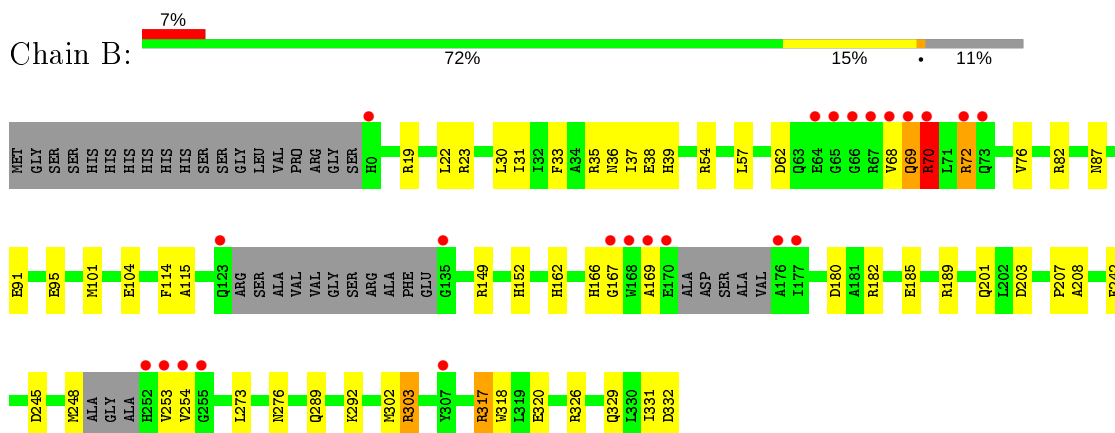 7%
Chain B:
72% 15% • 11%
MET GLY SER SER HIS HIS HIS HIS HIS HIS SER SER GLY LEU VAL PRO ARG GLY SER H0 R19 L22 R23 L30 I31 I32 F33 A34 R35 N36 I37 E38 H39 R54 L57 D62 Q63 E64 G65 G66 R67 V68 Q69 R70 L71 R72 Q73 V76 R82 N87
E91 E95 M101 E104 F114 A115 Q123 ARG SER ALA VAL VAL GLY SER ARG ALA PHE GLU G135 R149 H152 H162 H166 G167 W168 A169 E170 ALA ASP SER ALA VAL A176 I177 D180 A181 R182 E185 R189 Q201 L202 D203 P207 A208
D245 M248 ALA GLY ALA H252 V253 V254 G255 L273 N276 Q289 K292 M302 R303 Y307 R317 W318 L319 E320 R326 Q329 L330 I331 D332